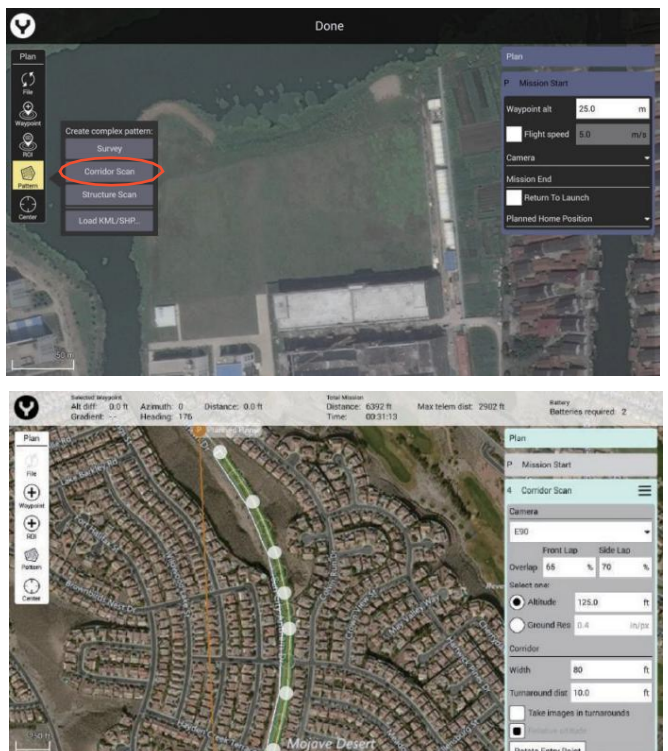 Done
Plan
File
Waypoint
ROI
Pattern
Center
Create complex pattern:
Survey
Corridor Scan
Structure Scan
Load KML/SHP...
Plan
P Mission Start
Waypoint alt 25.0 m
Flight speed 5.0 m/s
Camera
Mission End
Return To Launch
Planned Home Position
50 m
Selected Waypoint
Alt diff: 0.0 ft Azimuth: 0 Distance: 0.0 ft
Gradient: -.- Heading: 176
Total Mission
Distance: 6392 ft Max telem dist: 2902 ft
Time: 00:31:13
Battery
Batteries required: 2
Plan
File
Waypoint
ROI
Pattern
Center
Plan
P Mission Start
4 Corridor Scan
Camera
E90
Front Lap Side Lap
Overlap 65 % 70 %
Select one:
Altitude 125.0 ft
Ground Res 0.4 in/px
Corridor
Width 80 ft
Turnaround dist 10.0 ft
Take images in turnarounds
Relative altitude
Rotate Entry Point
Mojave Desert